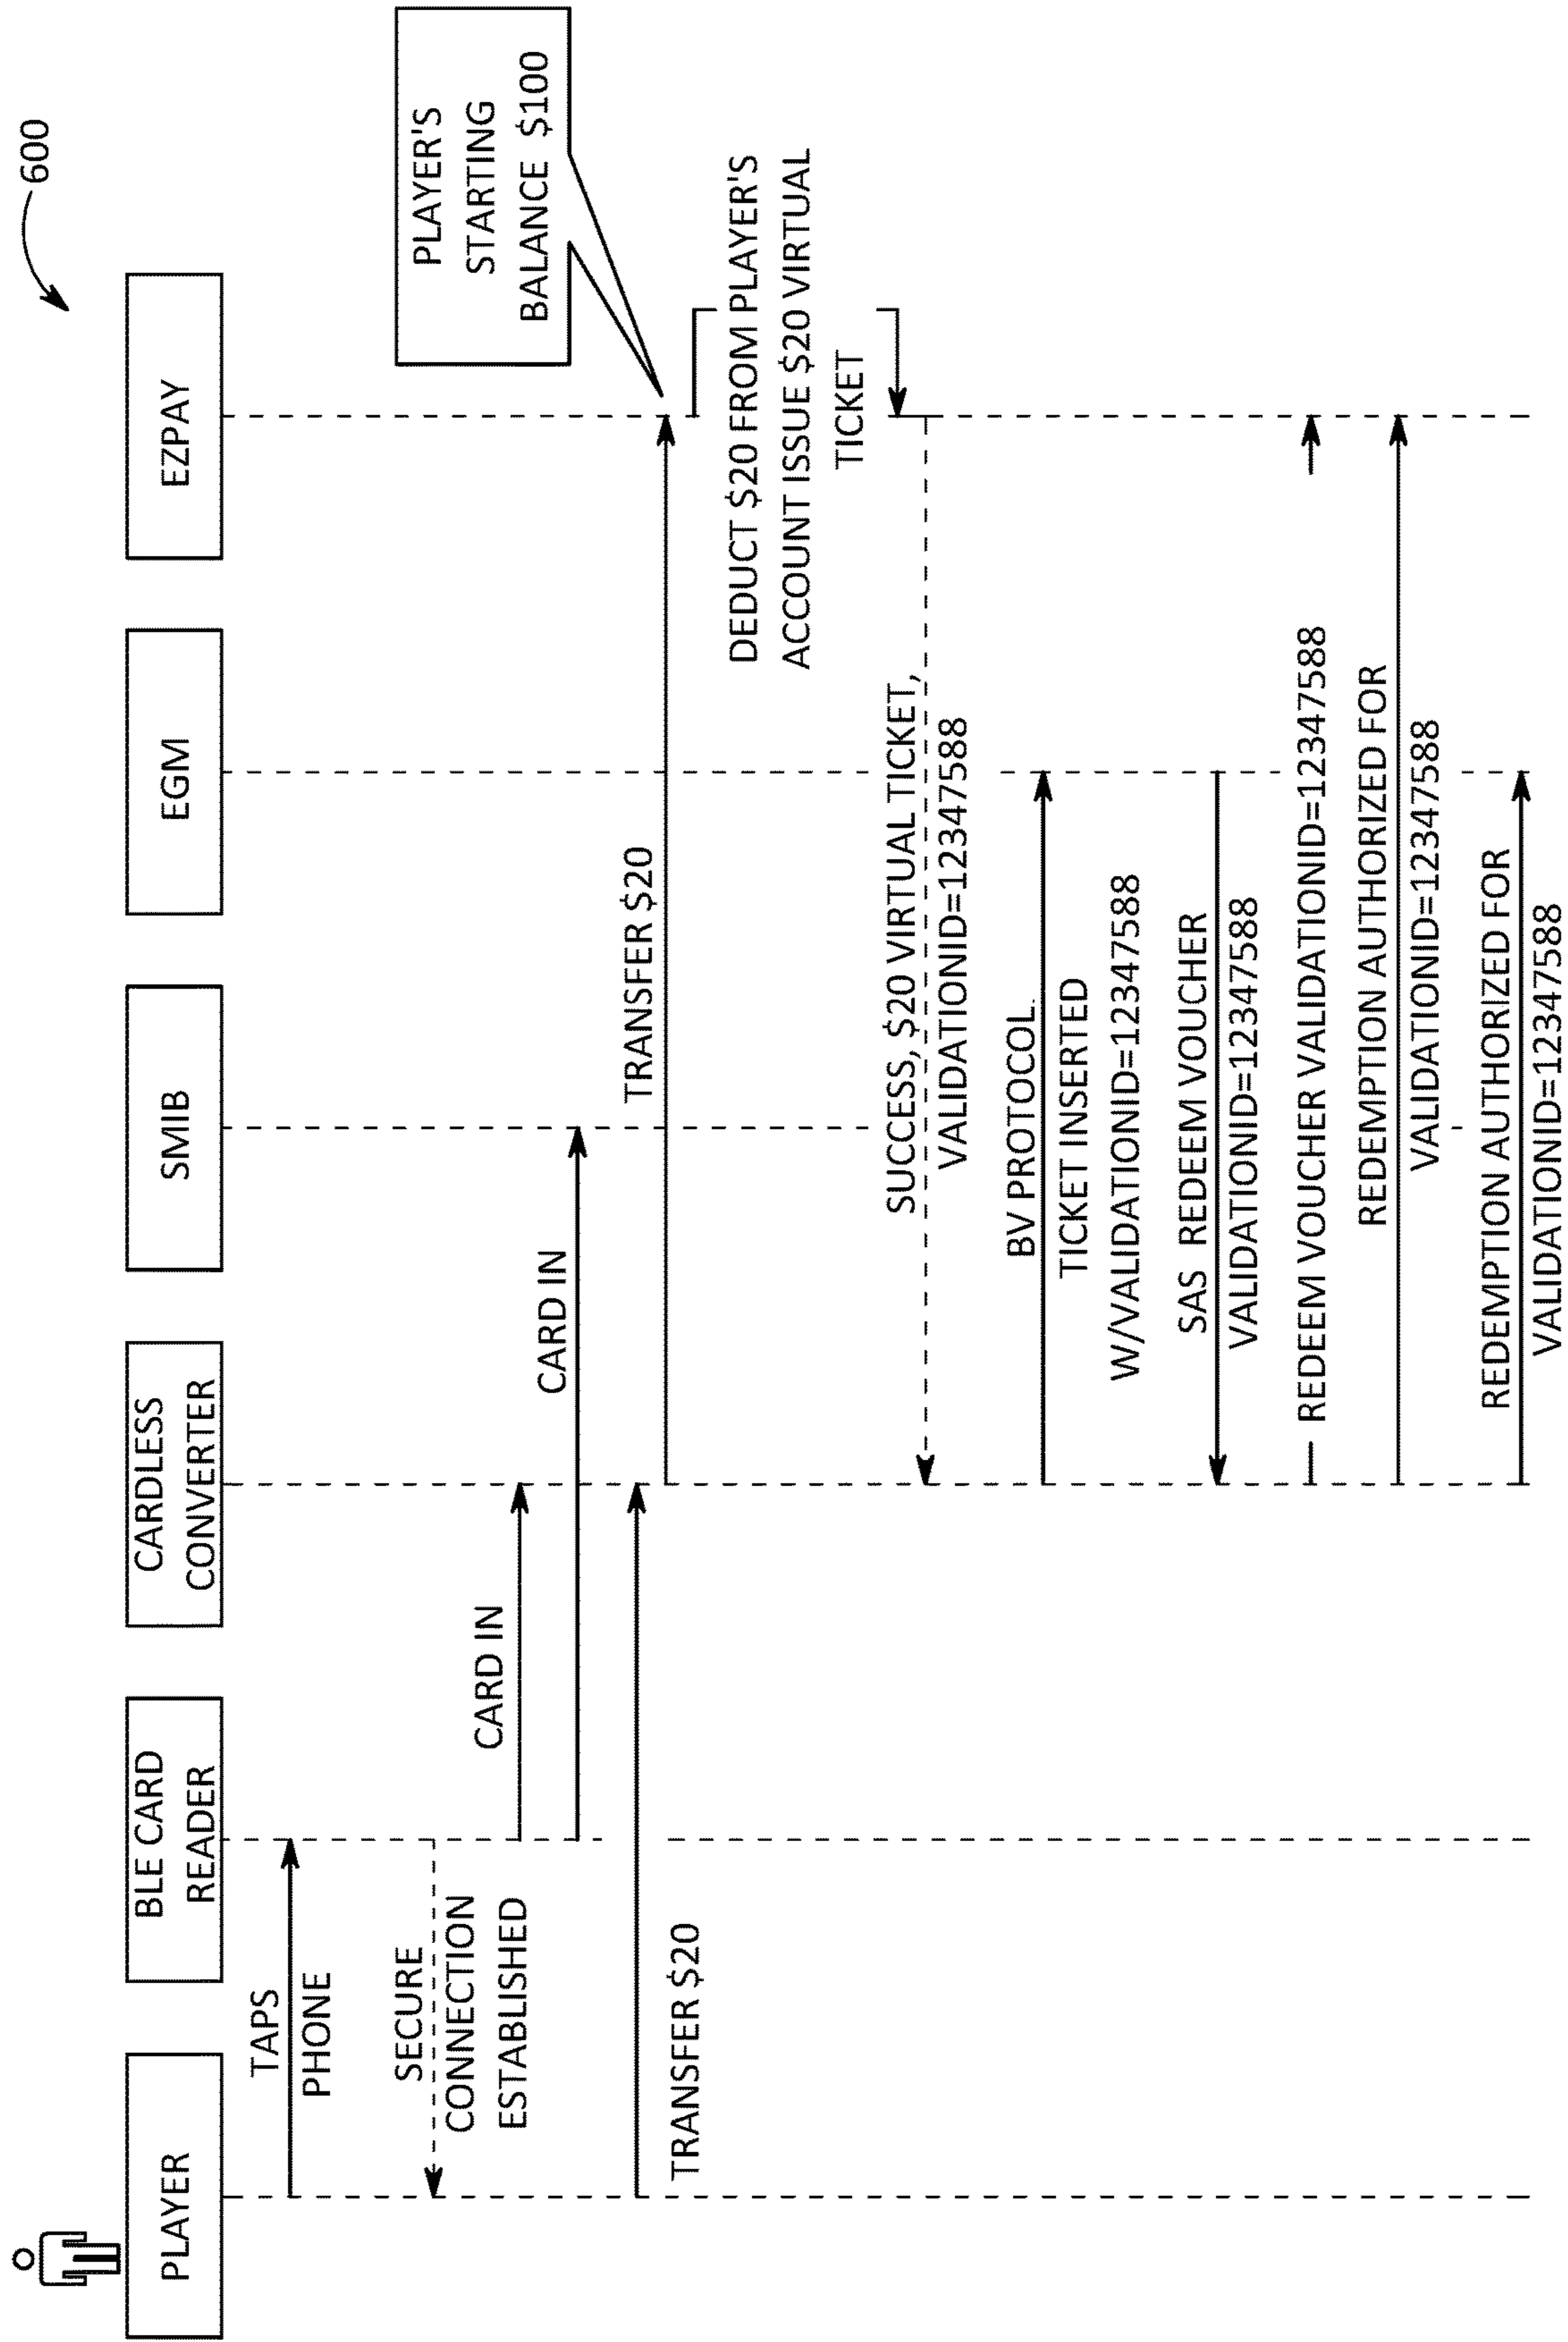 600
PLAYER
BLE CARD
READER
CARDLESS
CONVERTER
SMIB
EGM
EZPAY
TAPS
PHONE
SECURE
CONNECTION
ESTABLISHED
CARD IN
CARD IN
TRANSFER $20
TRANSFER $20
PLAYER'S
STARTING
BALANCE $100
DEDUCT $20 FROM PLAYER'S
ACCOUNT ISSUE $20 VIRTUAL
TICKET
SUCCESS, $20 VIRTUAL TICKET,
VALIDATIONID=12347588
BV PROTOCOL.
TICKET INSERTED
W/VALIDATIONID=12347588
SAS REDEEM VOUCHER
VALIDATIONID=12347588
REDEEM VOUCHER VALIDATIONID=12347588
REDEMPTION AUTHORIZED FOR
VALIDATIONID=12347588
REDEMPTION AUTHORIZED FOR
VALIDATIONID=12347588